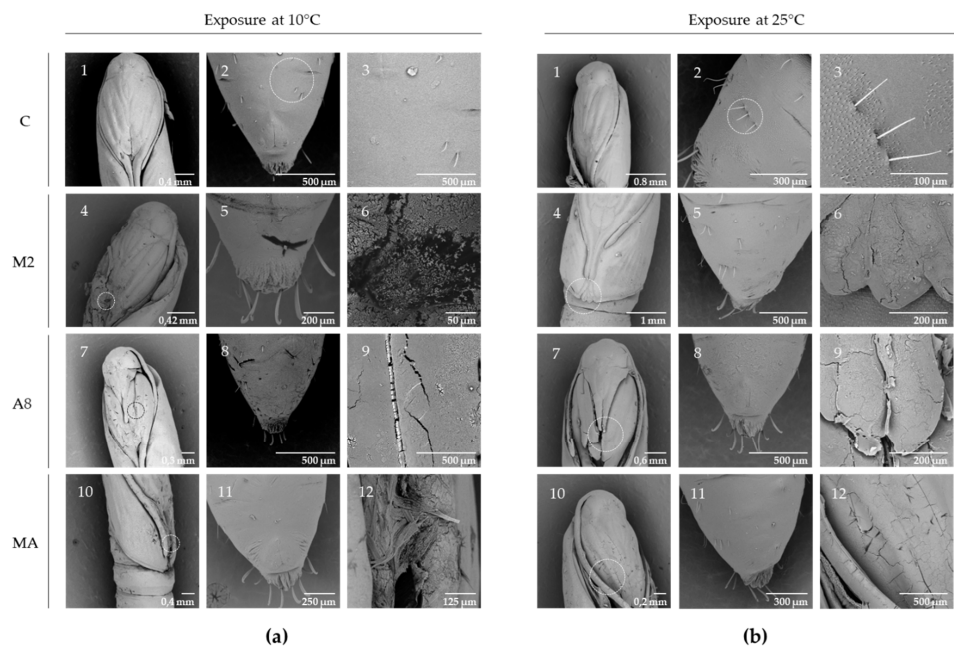 Exposure at 10°C
Exposure at 25°C
C
1 2 3
0,4 mm 500 µm 500 µm
1 2 3
0.8 mm 300 µm 100 µm
M2
4 5 6
0,42 mm 200 µm 50 µm
4 5 6
1 mm 500 µm 200 µm
A8
7 8 9
0,5 mm 500 µm 500 µm
7 8 9
0,6 mm 500 µm 200 µm
MA
10 11 12
0,4 mm 250 µm 125 µm
10 11 12
0,2 mm 300 µm 500 µm
(a)
(b)